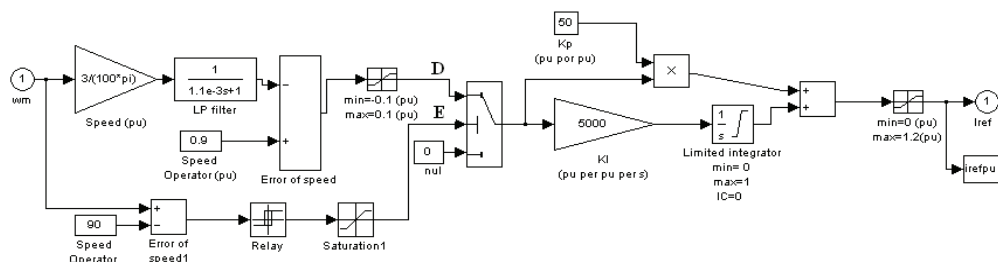 50
Kp
(pu por pu)
1
wm
3/(100*pi)
Speed (pu)
1
1.1e-3s+1
LP filter
−
+
Error of speed
0.9
Speed
Operator (pu)
min=-0.1 (pu)
max=0.1 (pu)
D
E
0
nul
×
5000
KI
(pu per pu per s)
1
s
Limited integrator
min= 0
max=1
IC=0
+
+
min=0 (pu)
max=1.2(pu)
1
Iref
irefpu
90
Speed
Operator
+
−
Error of
speed1
Relay
Saturation1